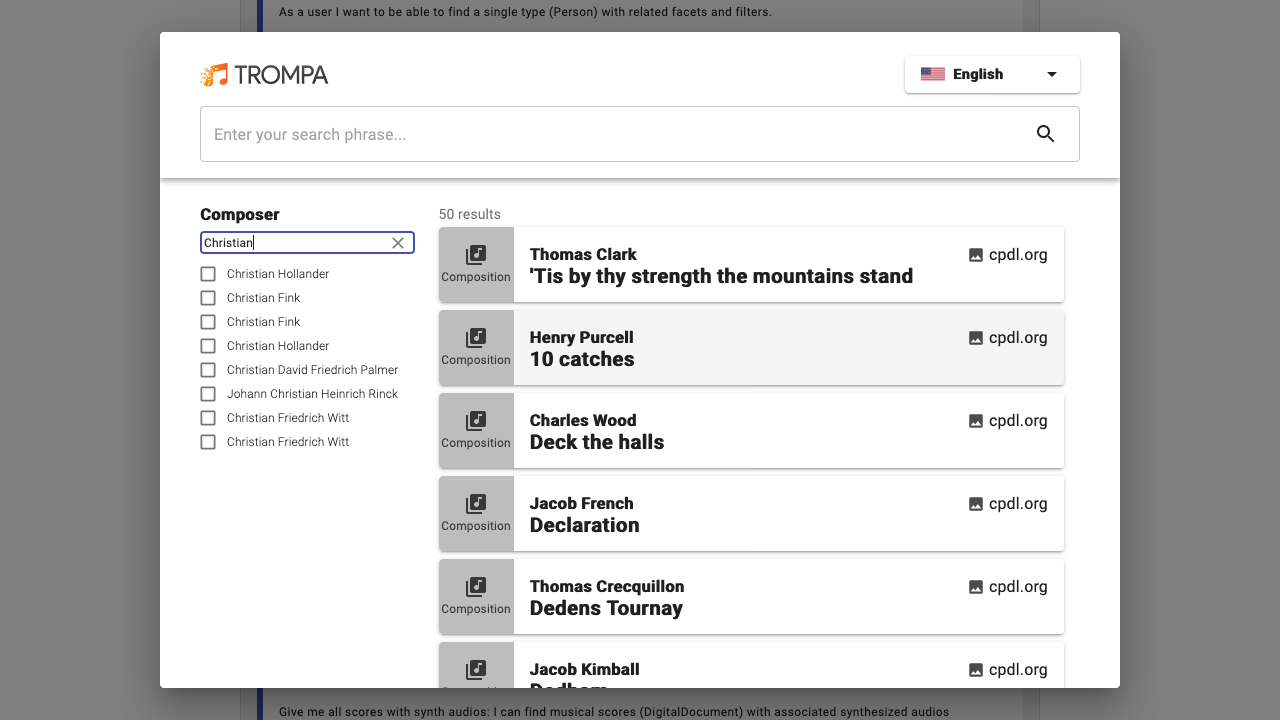 As a user I want to be able to find a single type (Person) with related facets and filters.
TROMPA
English
Enter your search phrase...
Composer
Christian
Christian Hollander
Christian Fink
Christian Fink
Christian Hollander
Christian David Friedrich Palmer
Johann Christian Heinrich Rinck
Christian Friedrich Witt
Christian Friedrich Witt
50 results
Composition
Thomas Clark
'Tis by thy strength the mountains stand
cpdl.org
Composition
Henry Purcell
10 catches
cpdl.org
Composition
Charles Wood
Deck the halls
cpdl.org
Composition
Jacob French
Declaration
cpdl.org
Composition
Thomas Crecquillon
Dedens Tournay
cpdl.org
Jacob Kimball
Dedham
cpdl.org
Give me all scores with synth audios: I can find musical scores (DigitalDocument) with associated synthesized audios